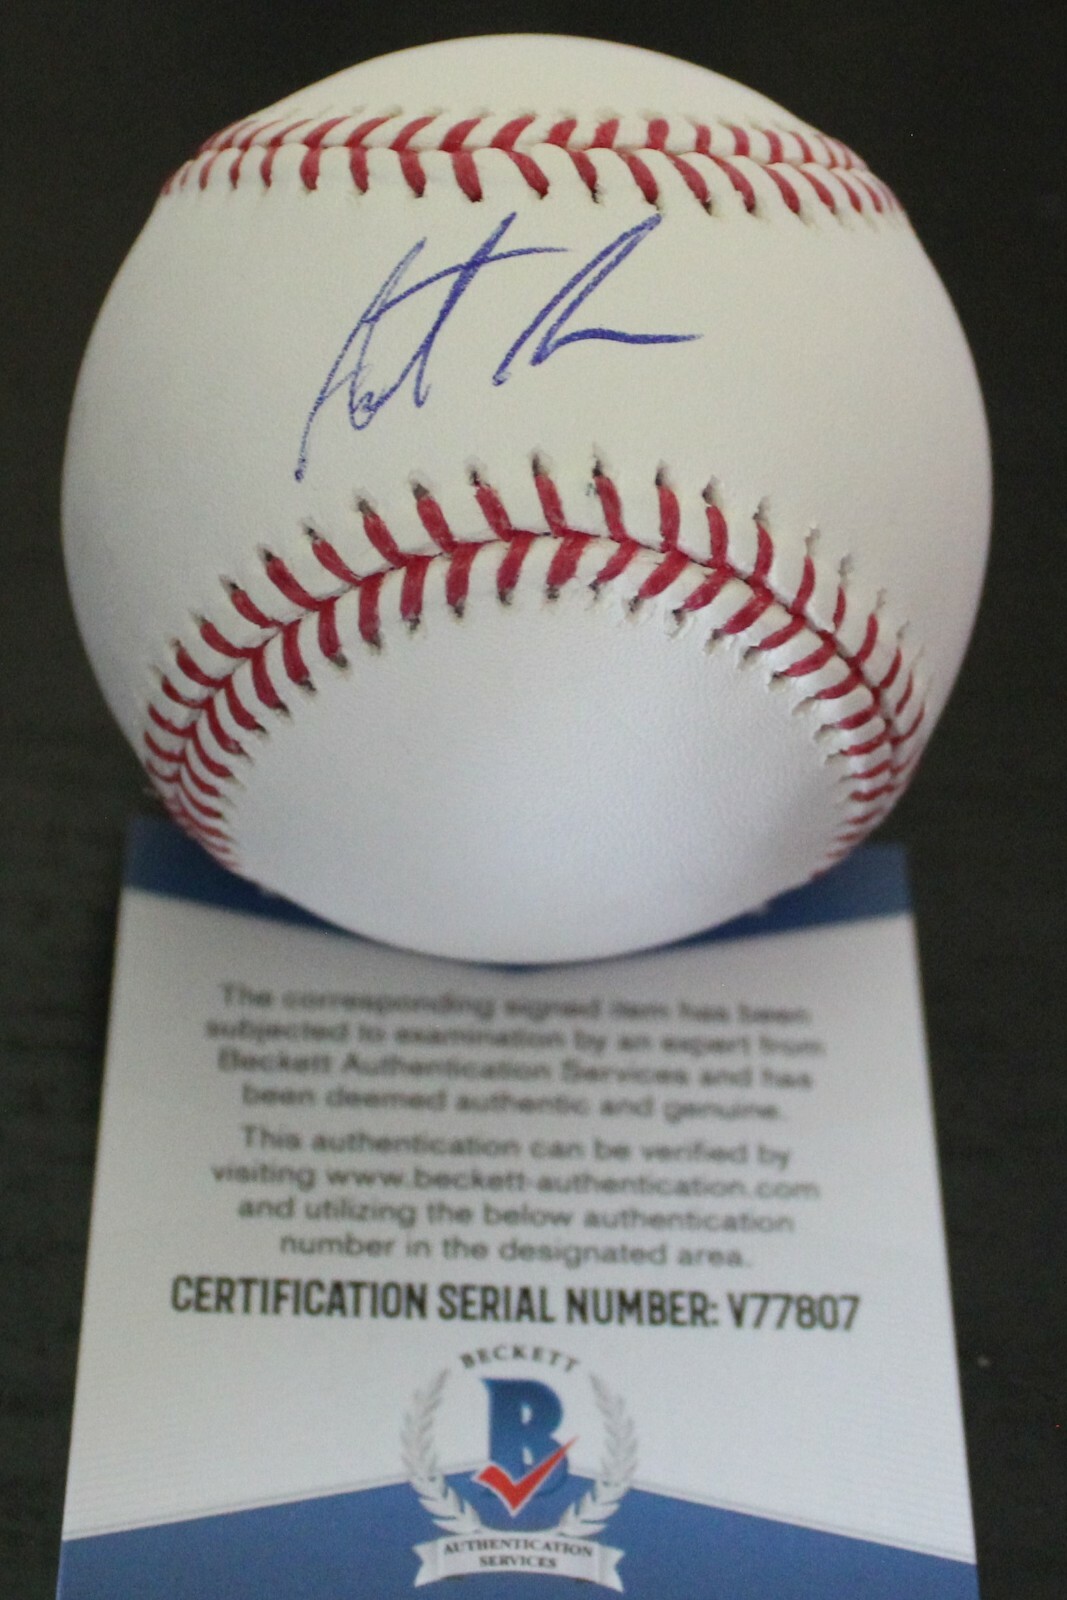 The corresponding signed item has been
subjected to examination by an expert from
Beckett Authentication Services and has
been deemed authentic and genuine.
This authentication can be verified by
visiting www.beckett-authentication.com
and utilizing the below authentication
number in the designated area.
CERTIFICATION SERIAL NUMBER: V77807
BECKETT
B
AUTHENTICATION
SERVICES